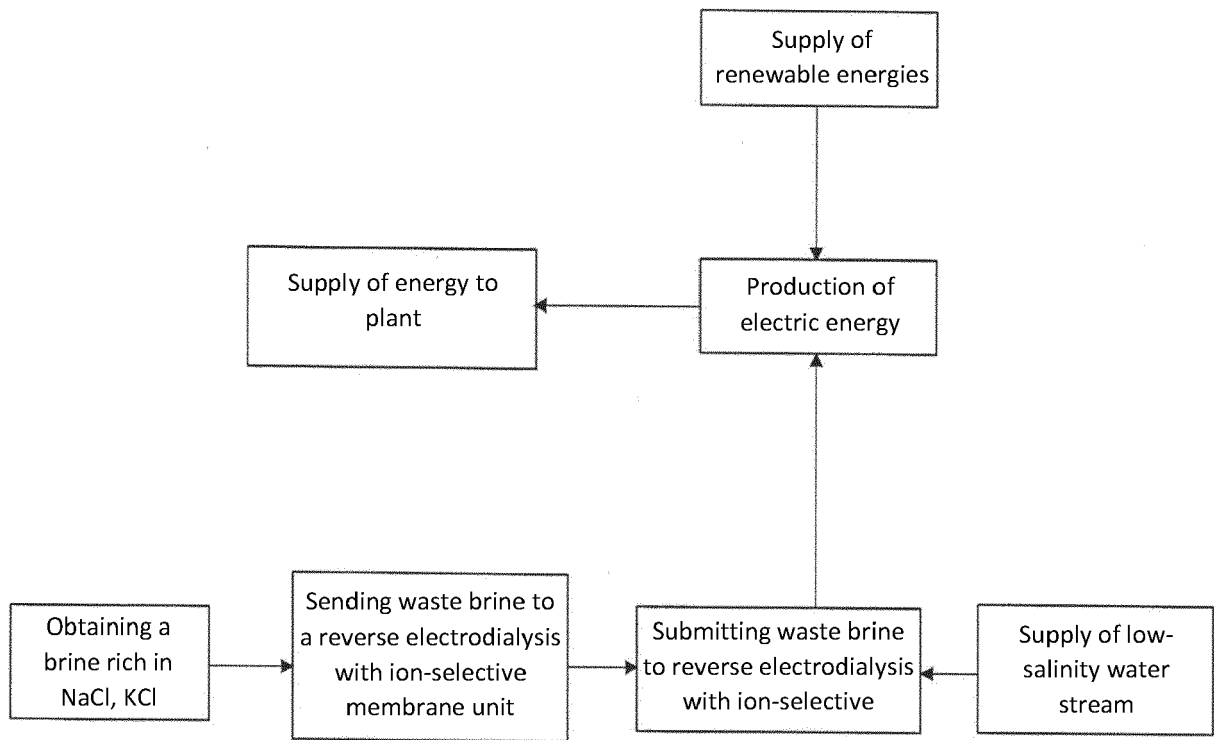 Supply of
renewable energies
Supply of energy to
plant
Production of
electric energy
Obtaining a
brine rich in
NaCl, KCl
Sending waste brine to
a reverse electrodialysis
with ion-selective
membrane unit
Submitting waste brine
to reverse electrodialysis
with ion-selective
Supply of low-
salinity water
stream